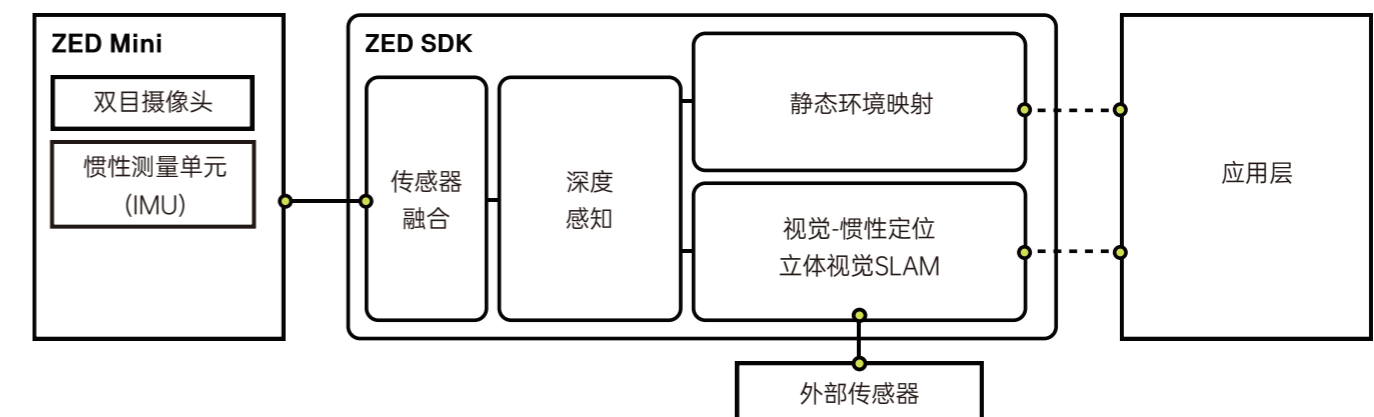 ZED Mini
双目摄像头
惯性测量单元
(IMU)
ZED SDK
传感器
融合
深度
感知
静态环境映射
视觉-惯性定位
立体视觉SLAM
外部传感器
应用层